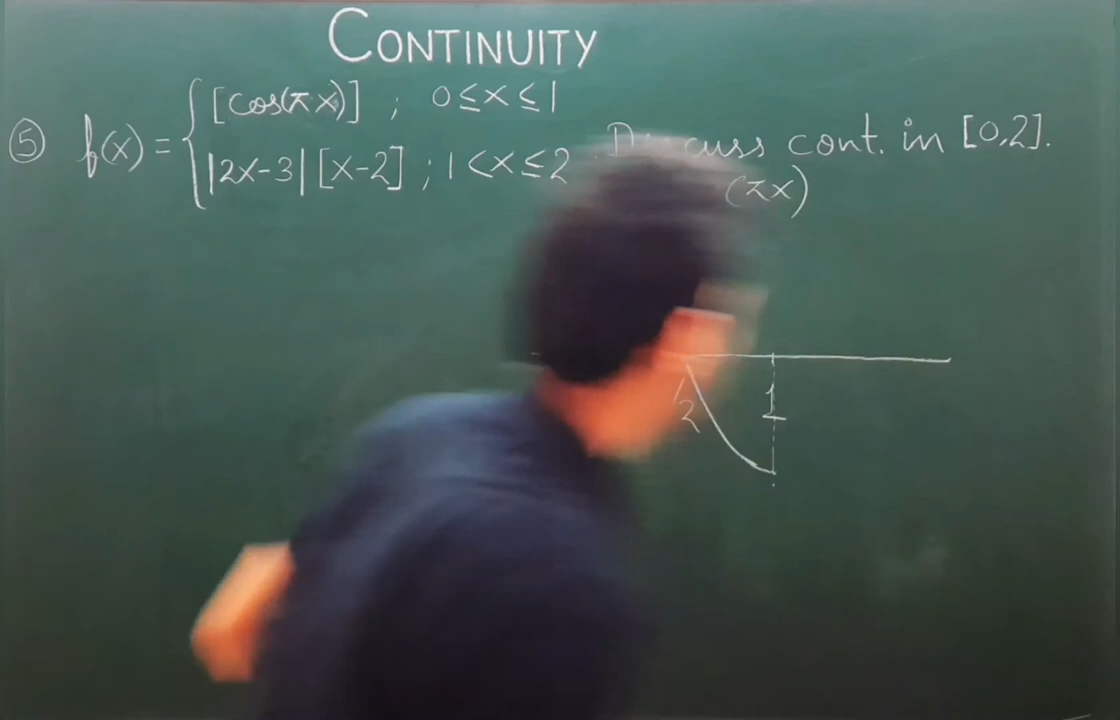 CONTINUITY
⑤ f(x) = { [cos(πx)] ; 0≤x≤1
|2x-3| [x-2] ; 1<x≤2 . Discuss cont. in [0,2].
(πx)
1
2
1